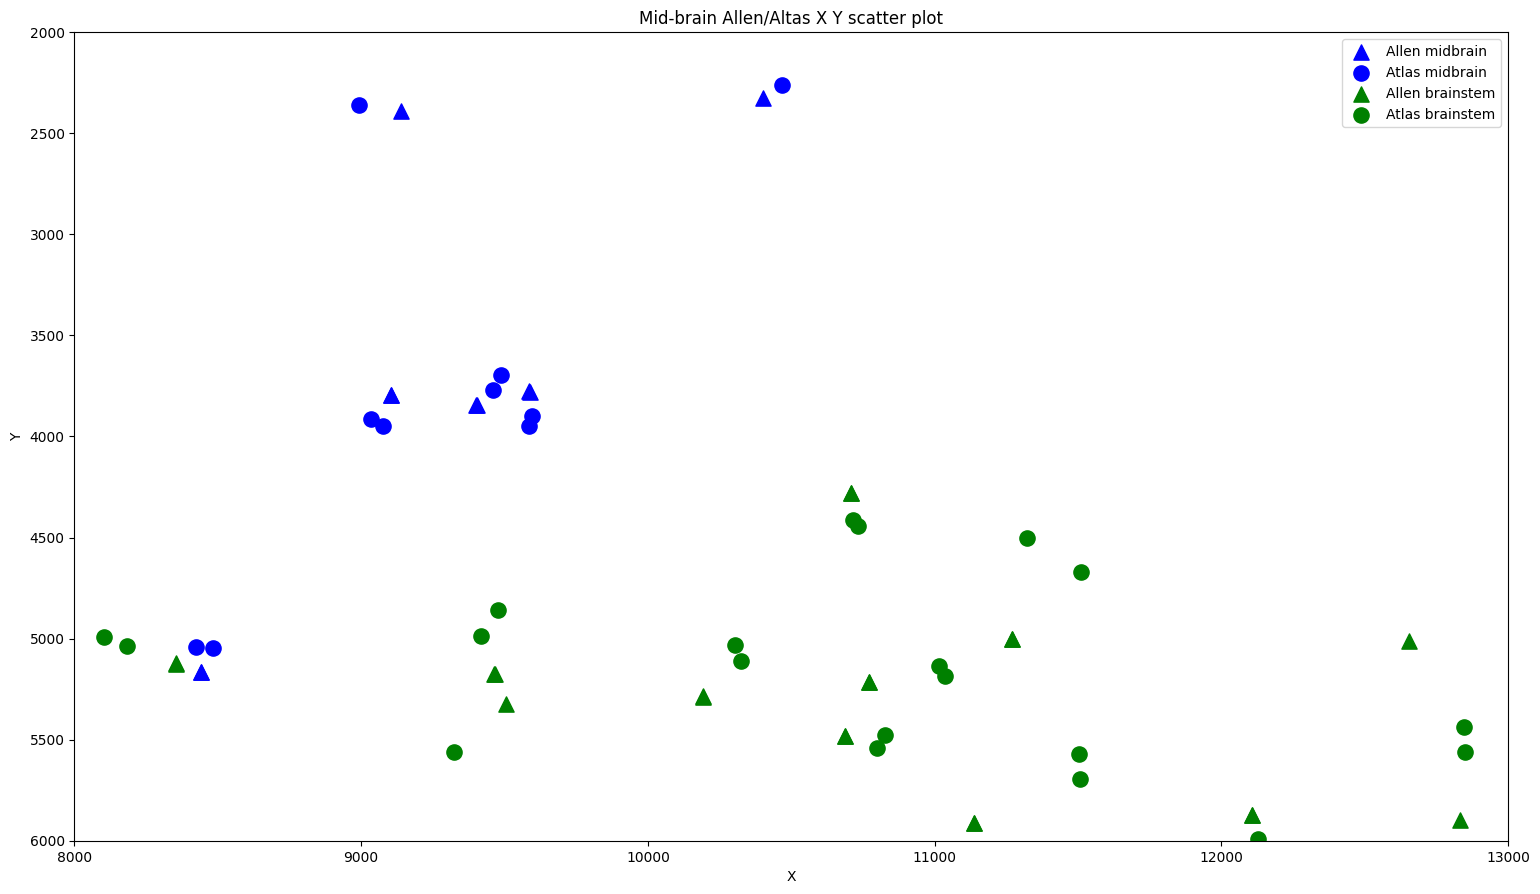 Mid-brain Allen/Altas X Y scatter plot
2000
2500
3000
3500
4000
4500
5000
5500
6000
Y
Allen midbrain
Atlas midbrain
Allen brainstem
Atlas brainstem
8000 9000 10000 11000 12000 13000
X